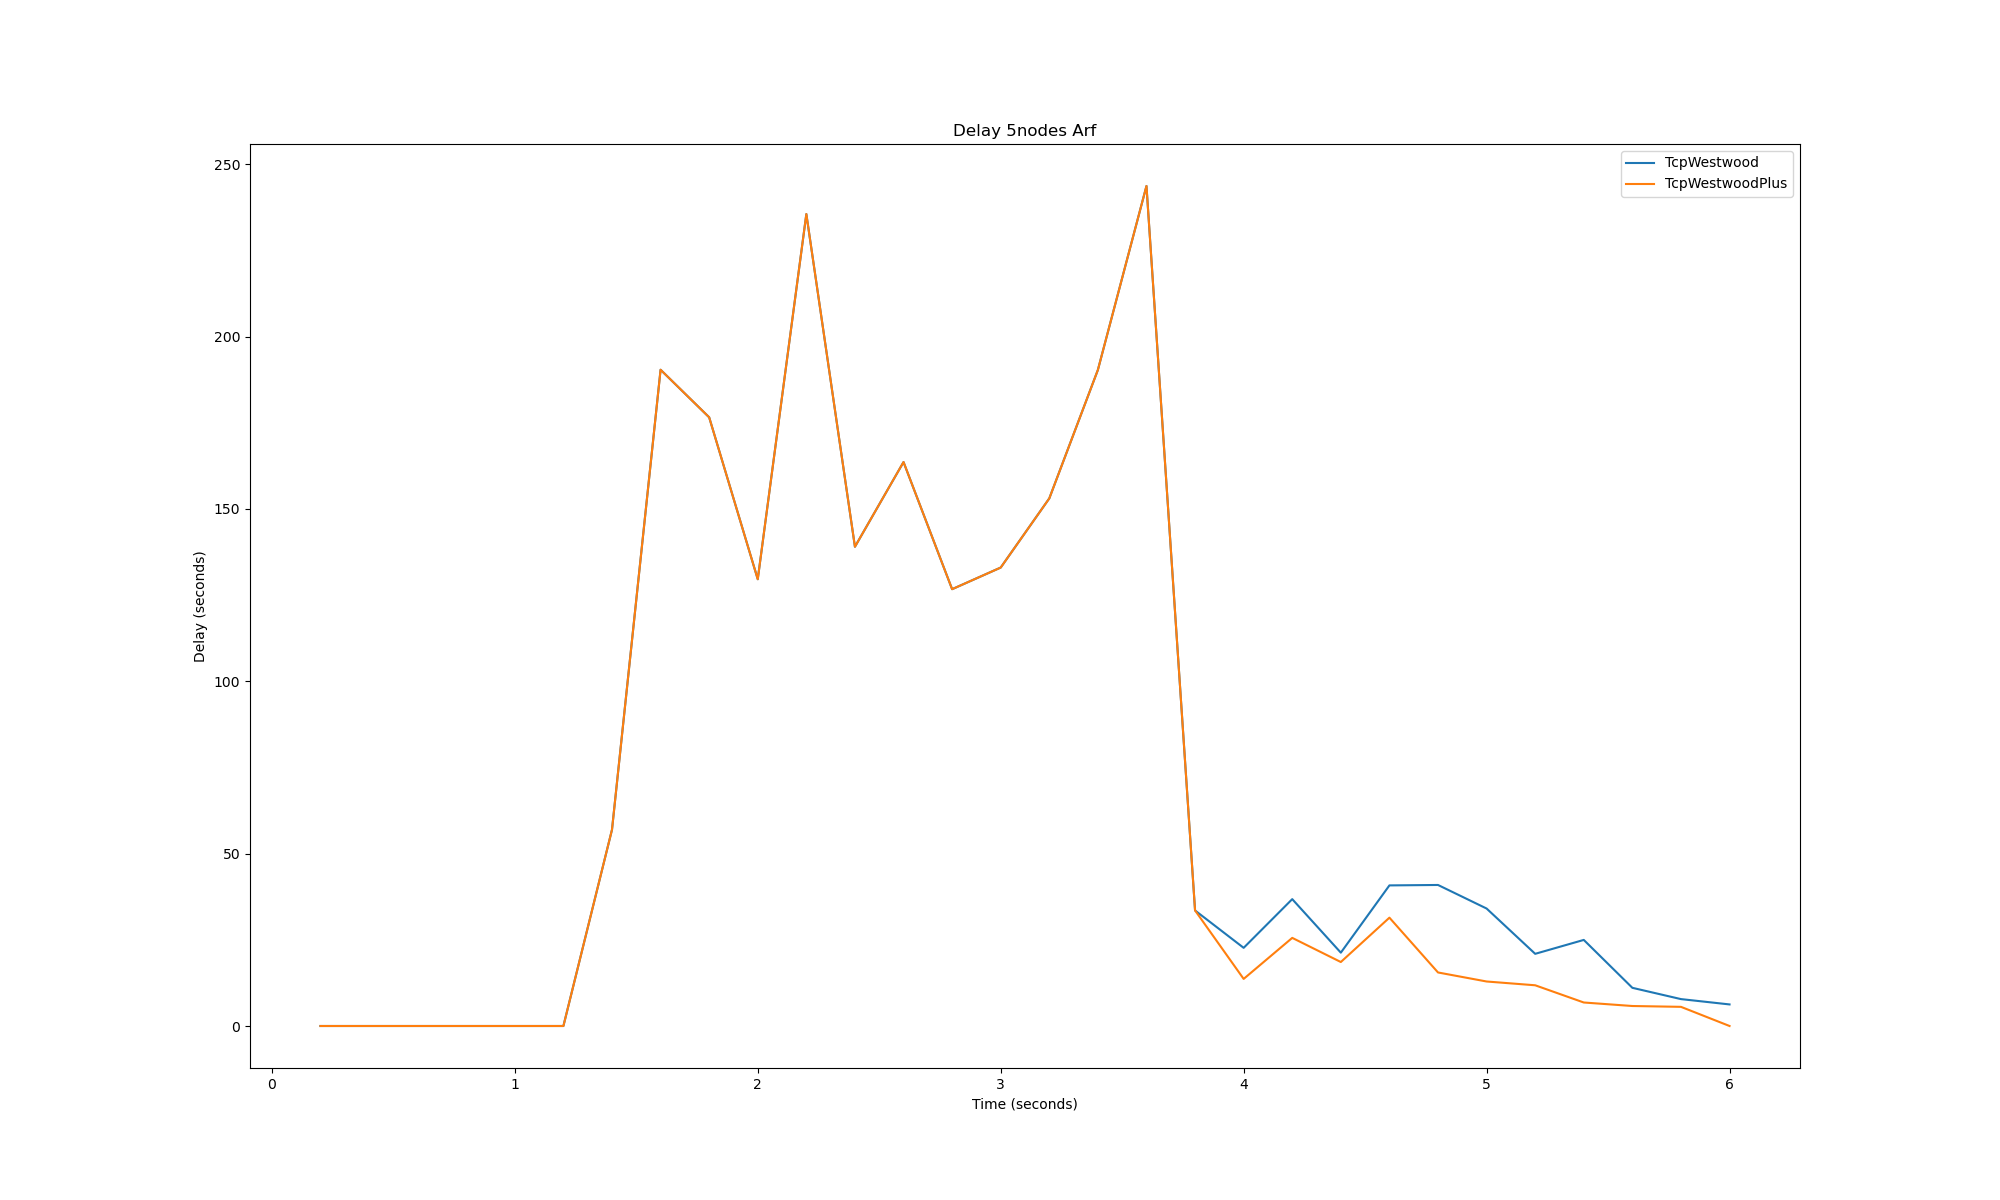 Delay 5nodes Arf
TcpWestwood
TcpWestwoodPlus
250
200
150
100
50
0
Delay (seconds)
0 1 2 3 4 5 6
Time (seconds)